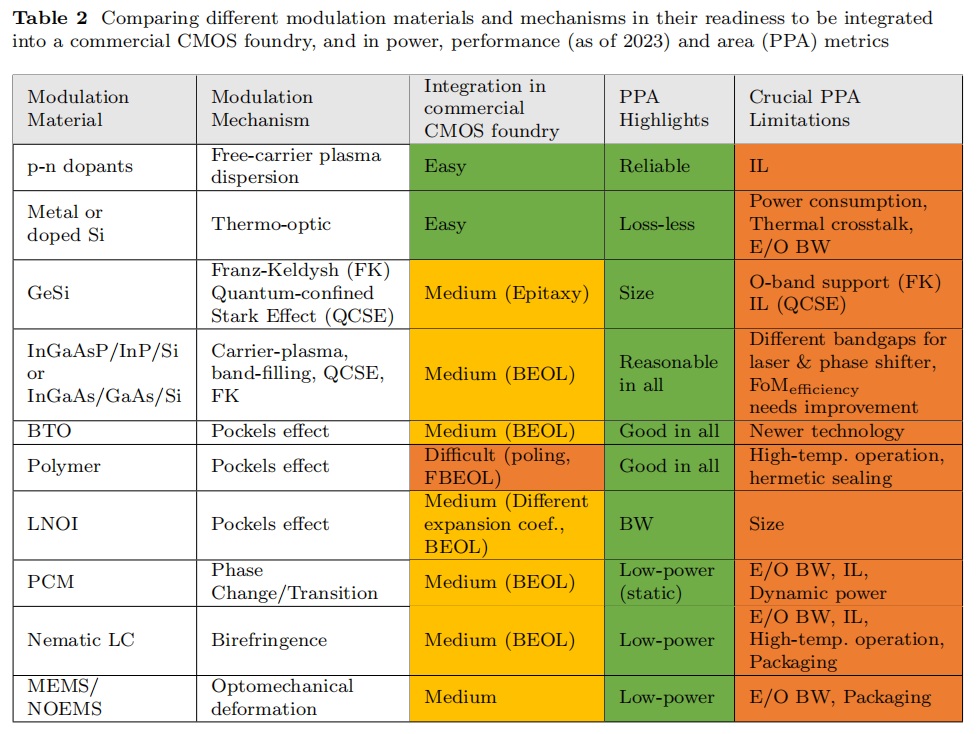 Table 2 Comparing different modulation materials and mechanisms in their readiness to be integrated
into a commercial CMOS foundry, and in power, performance (as of 2023) and area (PPA) metrics
Modulation
Material
Modulation
Mechanism
Integration in
commercial
CMOS foundry
PPA
Highlights
Crucial PPA
Limitations
p-n dopants
Free-carrier plasma
dispersion
Easy
Reliable
IL
Metal or
doped Si
Thermo-optic
Easy
Loss-less
Power consumption,
Thermal crosstalk,
E/O BW
GeSi
Franz-Keldysh (FK)
Quantum-confined
Stark Effect (QCSE)
Medium (Epitaxy)
Size
O-band support (FK)
IL (QCSE)
InGaAsP/InP/Si
or
InGaAs/GaAs/Si
Carrier-plasma,
band-filling, QCSE,
FK
Medium (BEOL)
Reasonable
in all
Different bandgaps for
laser & phase shifter,
FoMefficiency
needs improvement
BTO
Pockels effect
Medium (BEOL)
Good in all
Newer technology
Polymer
Pockels effect
Difficult (poling,
FBEOL)
Good in all
High-temp. operation,
hermetic sealing
LNOI
Pockels effect
Medium (Different
expansion coef.,
BEOL)
BW
Size
PCM
Phase
Change/Transition
Medium (BEOL)
Low-power
(static)
E/O BW, IL,
Dynamic power
Nematic LC
Birefringence
Medium (BEOL)
Low-power
E/O BW, IL,
High-temp. operation,
Packaging
MEMS/
NOEMS
Optomechanical
deformation
Medium
Low-power
E/O BW, Packaging